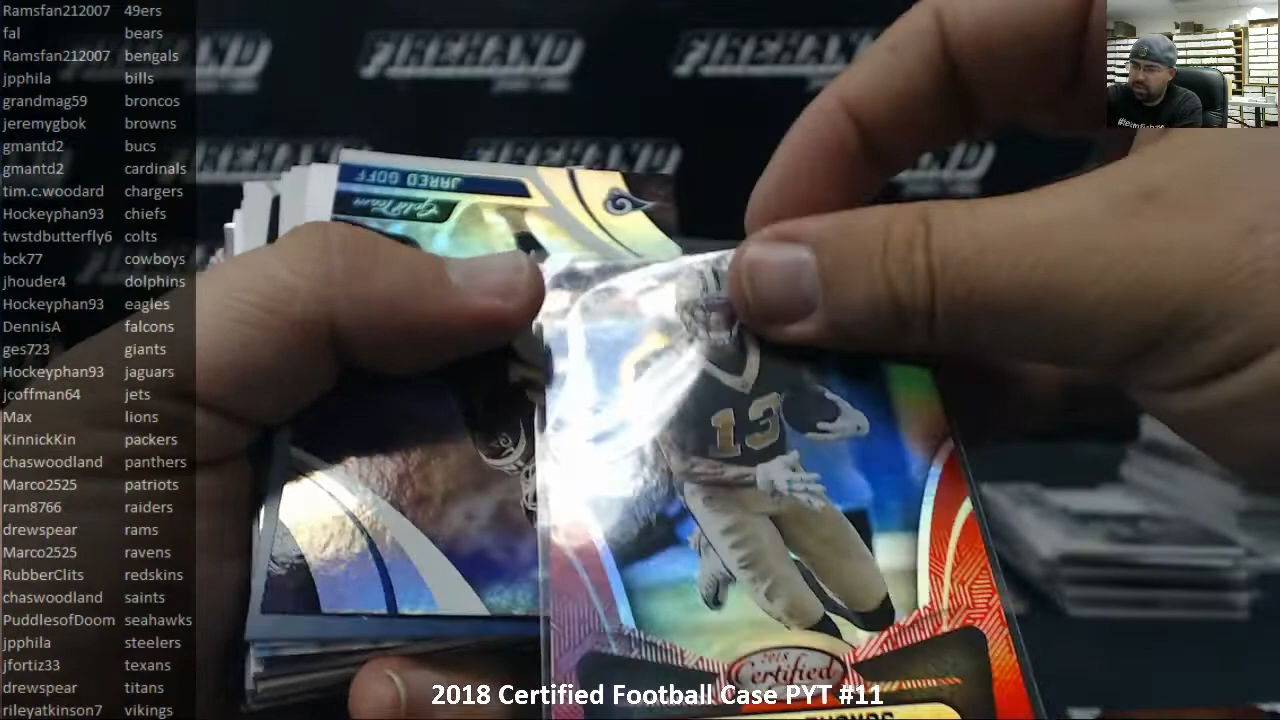 Ramsfan212007 49ers
fal bears
Ramsfan212007 bengals
jpphila bills
grandmag59 broncos
jeremygbok browns
gmantd2 bucs
gmantd2 cardinals
tim.c.woodard chargers
Hockeyphan93 chiefs
twstdbutterfly6 colts
bck77 cowboys
jhouder4 dolphins
Hockeyphan93 eagles
DennisA falcons
ges723 giants
Hockeyphan93 jaguars
jcoffman64 jets
Max lions
KinnickKin packers
chaswoodland panthers
Marco2525 patriots
ram8766 raiders
drewspear rams
Marco2525 ravens
RubberClits redskins
chaswoodland saints
PuddlesofDoom seahawks
jpphila steelers
jfortiz33 texans
drewspear titans
rileyatkinson7 vikings
FIREHAND
FIREHAND
JARED GOFF
Gold Team
13
2018
Certified
2018 Certified Football Case PYT #11